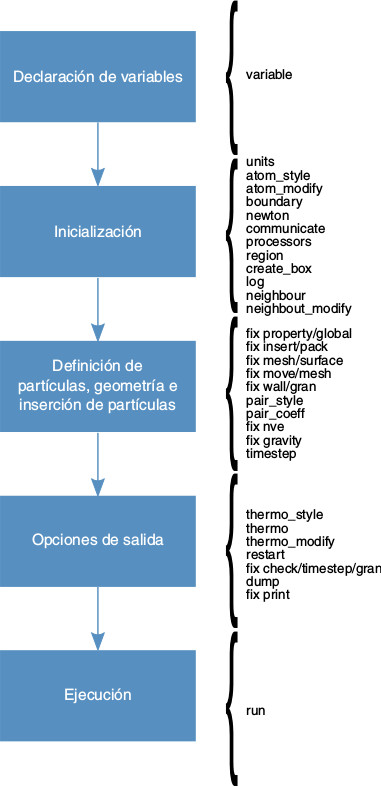 Declaración de variables
variable
Inicialización
units
atom_style
atom_modify
boundary
newton
communicate
processors
region
create_box
log
neighbour
neighbout_modify
Definición de
partículas, geometría e
inserción de partículas
fix property/global
fix insert/pack
fix mesh/surface
fix move/mesh
fix wall/gran
pair_style
pair_coeff
fix nve
fix gravity
timestep
Opciones de salida
thermo_style
thermo
thermo_modify
restart
fix check/timestep/gran
dump
fix print
Ejecución
run